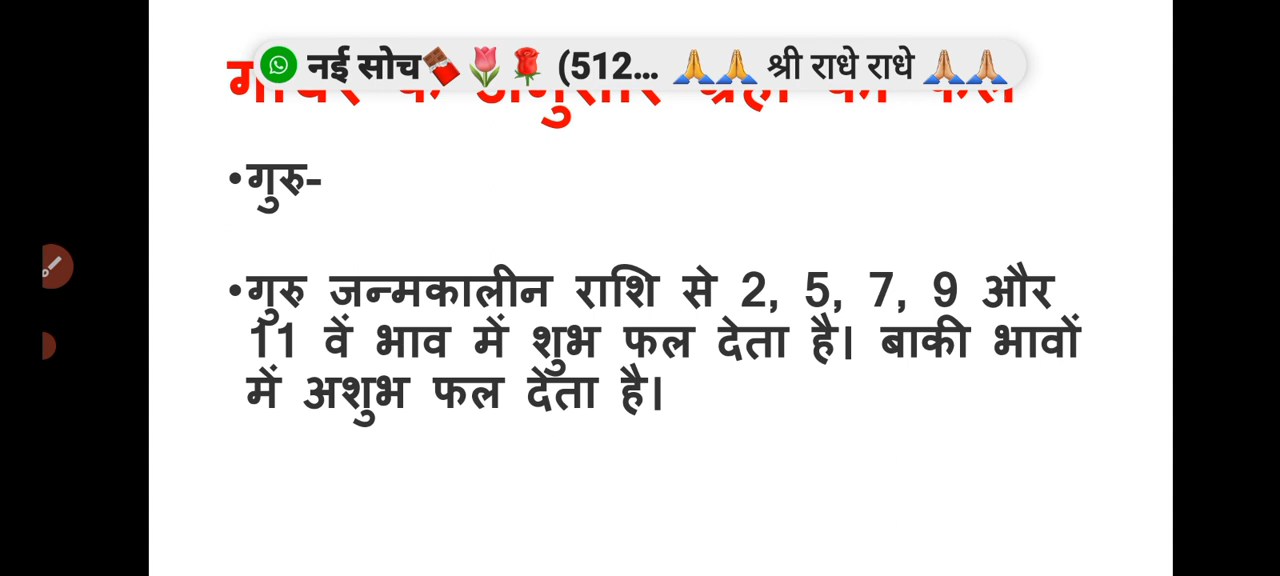 नई सोच🍫🌷🌹 (512... 🙏🙏 श्री राधे राधे 🙏🏼🙏🏼
•गुरु-
•गुरु जन्मकालीन राशि से 2, 5, 7, 9 और
11 वें भाव में शुभ फल देता है। बाकी भावों
में अशुभ फल देता है।